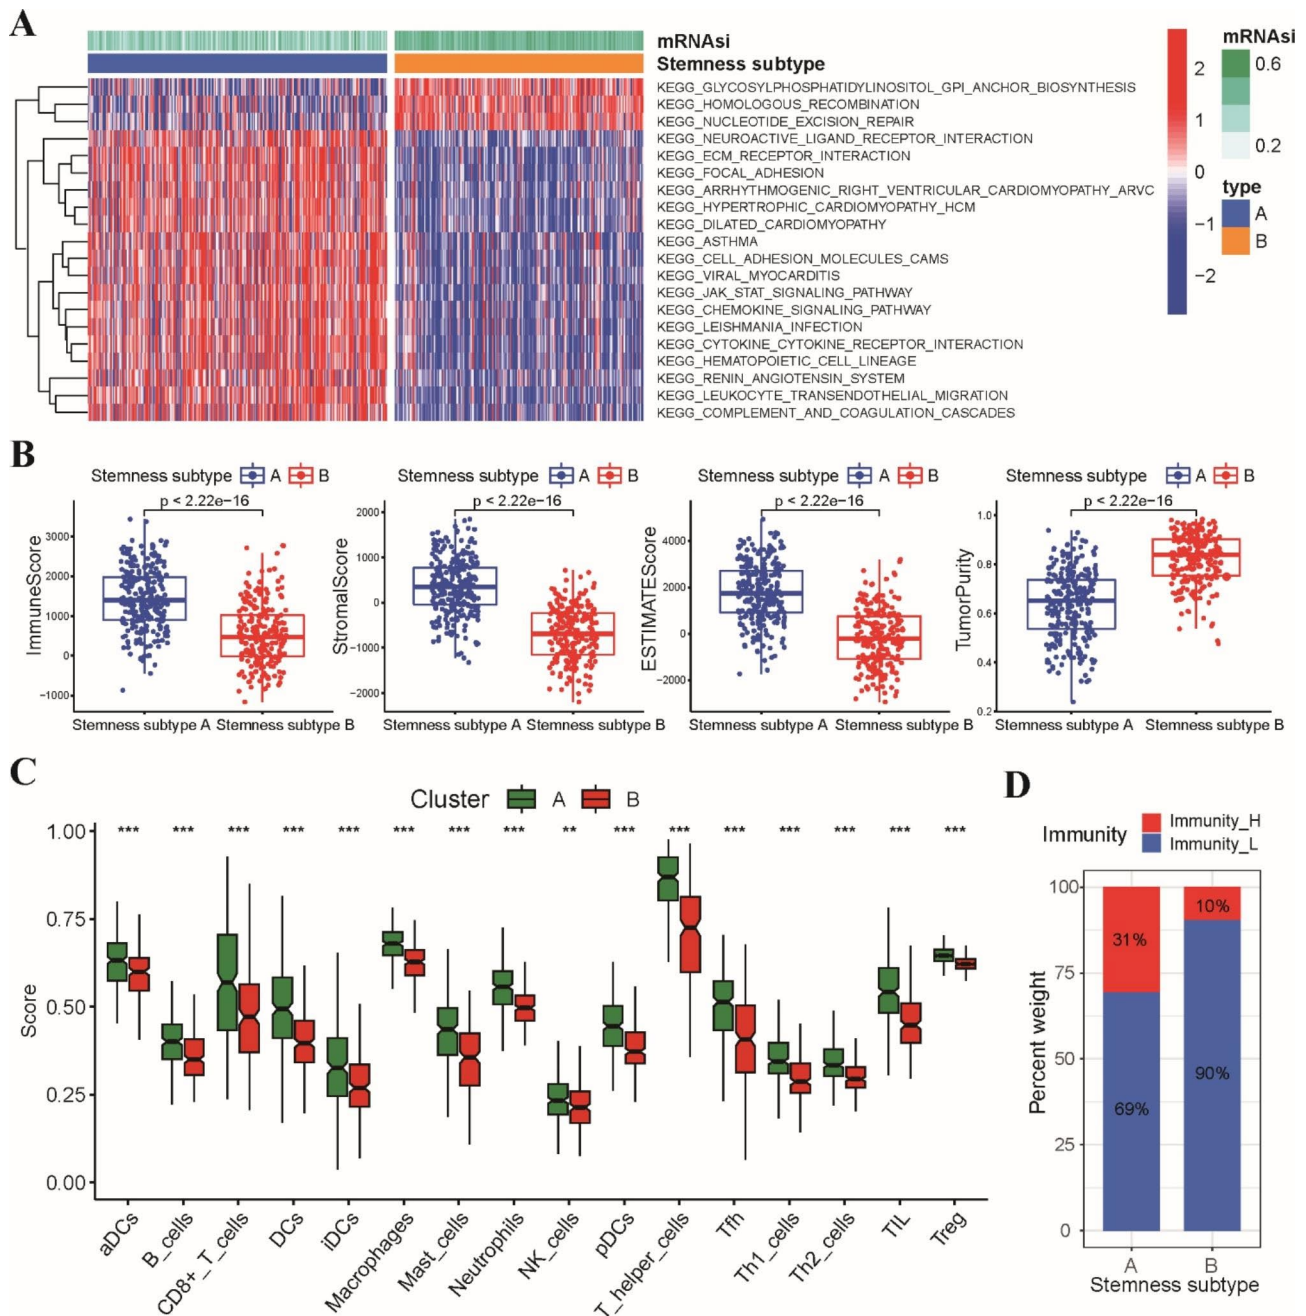 A
mRNAsi
Stemness subtype
KEGG_GLYCOSYLPHOSPHATIDYLINOSITOL_GPI_ANCHOR_BIOSYNTHESIS
KEGG_HOMOLOGOUS_RECOMBINATION
KEGG_NUCLEOTIDE_EXCISION_REPAIR
KEGG_NEUROACTIVE_LIGAND_RECEPTOR_INTERACTION
KEGG_ECM_RECEPTOR_INTERACTION
KEGG_FOCAL_ADHESION
KEGG_ARRHYTHMOGENIC_RIGHT_VENTRICULAR_CARDIOMYOPATHY_ARVC
KEGG_HYPERTROPHIC_CARDIOMYOPATHY_HCM
KEGG_DILATED_CARDIOMYOPATHY
KEGG_ASTHMA
KEGG_CELL_ADHESION_MOLECULES_CAMS
KEGG_VIRAL_MYOCARDITIS
KEGG_JAK_STAT_SIGNALING_PATHWAY
KEGG_CHEMOKINE_SIGNALING_PATHWAY
KEGG_LEISHMANIA_INFECTION
KEGG_CYTOKINE_CYTOKINE_RECEPTOR_INTERACTION
KEGG_HEMATOPOIETIC_CELL_LINEAGE
KEGG_RENIN_ANGIOTENSIN_SYSTEM
KEGG_LEUKOCYTE_TRANSENDOTHELIAL_MIGRATION
KEGG_COMPLEMENT_AND_COAGULATION_CASCADES
2
1
0
−1
−2
mRNAsi
0.6
0.2
type
A
B
B
Stemness subtype A B
p < 2.22e−16
ImmuneScore
3000
2000
1000
0
−1000
Stemness subtype A Stemness subtype B
Stemness subtype A B
p < 2.22e−16
StromalScore
2000
1000
0
−1000
−2000
Stemness subtype A Stemness subtype B
Stemness subtype A B
p < 2.22e−16
ESTIMATEScore
4000
2000
0
−2000
Stemness subtype A Stemness subtype B
Stemness subtype A B
p < 2.22e−16
TumorPurity
1.0
0.8
0.6
0.4
0.2
Stemness subtype A Stemness subtype B
C
Cluster A B
Score
1.00
0.75
0.50
0.25
0.00
*** *** *** *** *** *** *** *** ** *** *** *** *** *** *** ***
aDCs
B_cells
CD8+_T_cells
DCs
iDCs
Macrophages
Mast_cells
Neutrophils
NK_cells
pDCs
T_helper_cells
Tfh
Th1_cells
Th2_cells
TIL
Treg
D
Immunity
Immunity_H
Immunity_L
Percent weight
100
75
50
25
0
31%
69%
10%
90%
A B
Stemness subtype